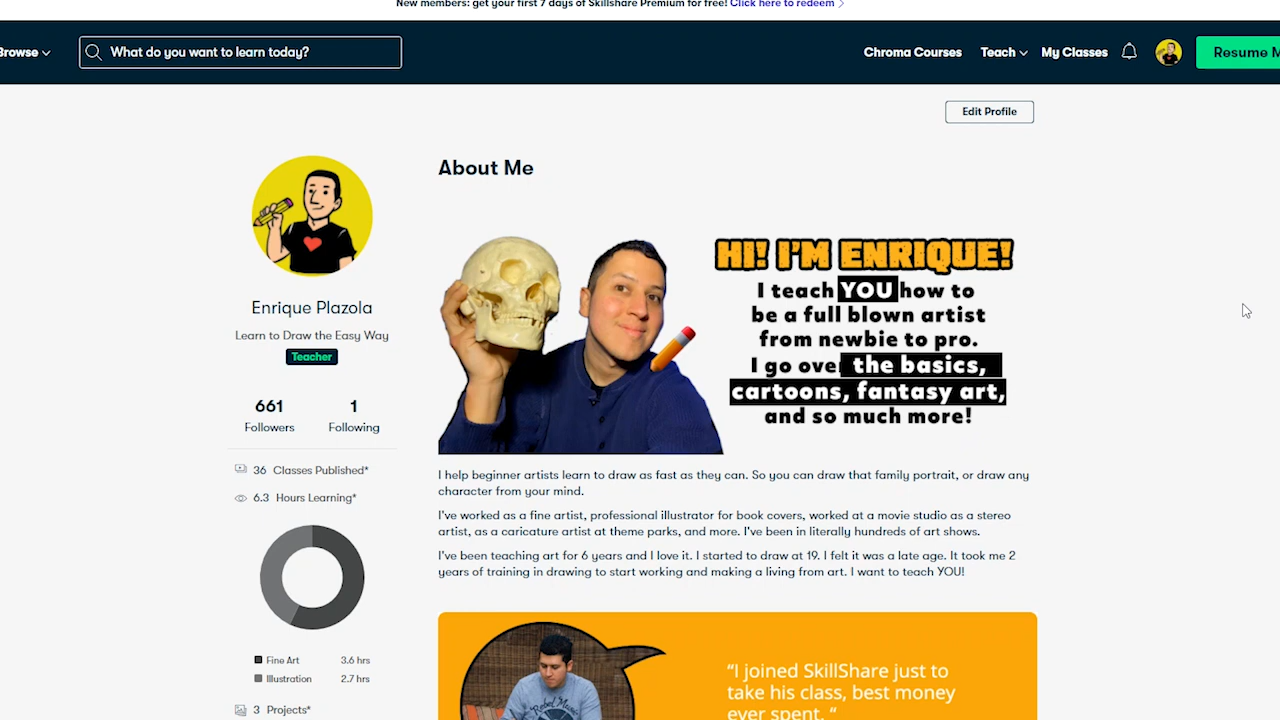 New members: get your first 7 days of Skillshare Premium for free! Click here to redeem
Browse
What do you want to learn today?
Chroma Courses
Teach
My Classes
Resume M
Edit Profile
About Me
HI! I'M ENRIQUE!
I teach YOU how to
be a full blown artist
from newbie to pro.
I go over the basics,
cartoons, fantasy art,
and so much more!
Enrique Plazola
Learn to Draw the Easy Way
Teacher
661
Followers
1
Following
36 Classes Published*
6.3 Hours Learning*
Fine Art 3.6 hrs
Illustration 2.7 hrs
3 Projects*
I help beginner artists learn to draw as fast as they can. So you can draw that family portrait, or draw any
character from your mind.
I've worked as a fine artist, professional illustrator for book covers, worked at a movie studio as a stereo
artist, as a caricature artist at theme parks, and more. I've been in literally hundreds of art shows.
I've been teaching art for 6 years and I love it. I started to draw at 19. I felt it was a late age. It took me 2
years of training in drawing to start working and making a living from art. I want to teach YOU!
“I joined SkillShare just to
take his class, best money
ever spent. “